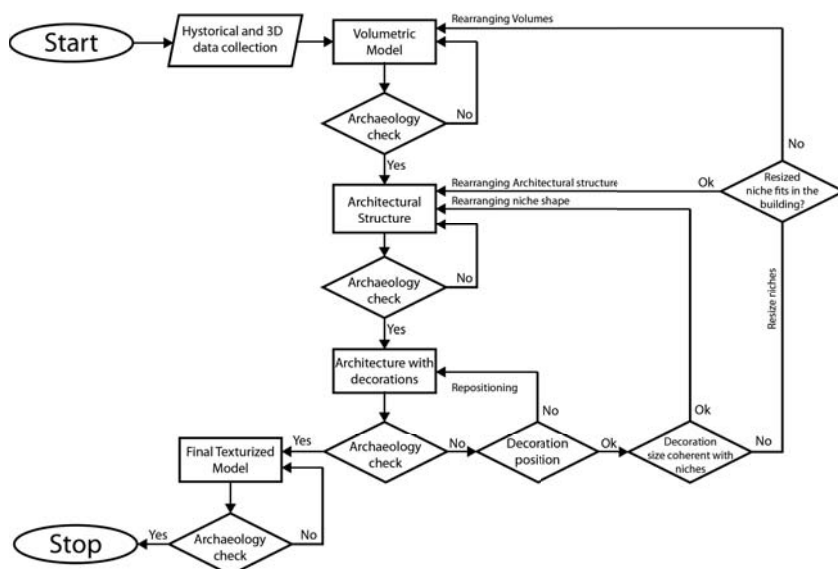 Start
Hystorical and 3D
data collection
Volumetric
Model
Rearranging Volumes
No
Archaeology
check
Yes
No
Resized
niche fits in the
building?
Ok
Rearranging Architectural structure
Rearranging niche shape
Architectural
Structure
No
Archaeology
check
Yes
Resize niches
Architecture with
decorations
Repositioning
No
Ok
Final Texturized
Model
Yes
Archaeology
check
No
Decoration
position
Ok
Decoration
size coherent with
niches
No
Stop
Yes
Archaeology
check
No